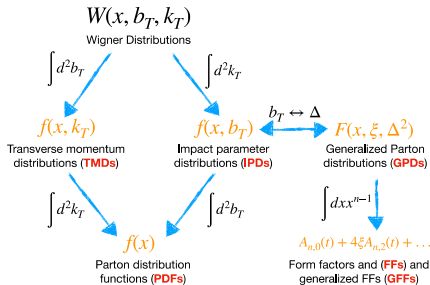 W(x, b_T, k_T)
Wigner Distributions
∫ d²b_T
∫ d²k_T
f(x, k_T)
Transverse momentum
distributions (TMDs)
f(x, b_T)
Impact parameter
distributions (IPDs)
b_T ↔ Δ
F(x, ξ, Δ²)
Generalized Parton
distributions (GPDs)
∫ d²k_T
∫ d²b_T
∫ dxx^{n−1}
f(x)
Parton distribution
functions (PDFs)
A_{n,0}(t) + 4ξA_{n,2}(t) + …
Form factors and (FFs) and
generalized FFs (GFFs)